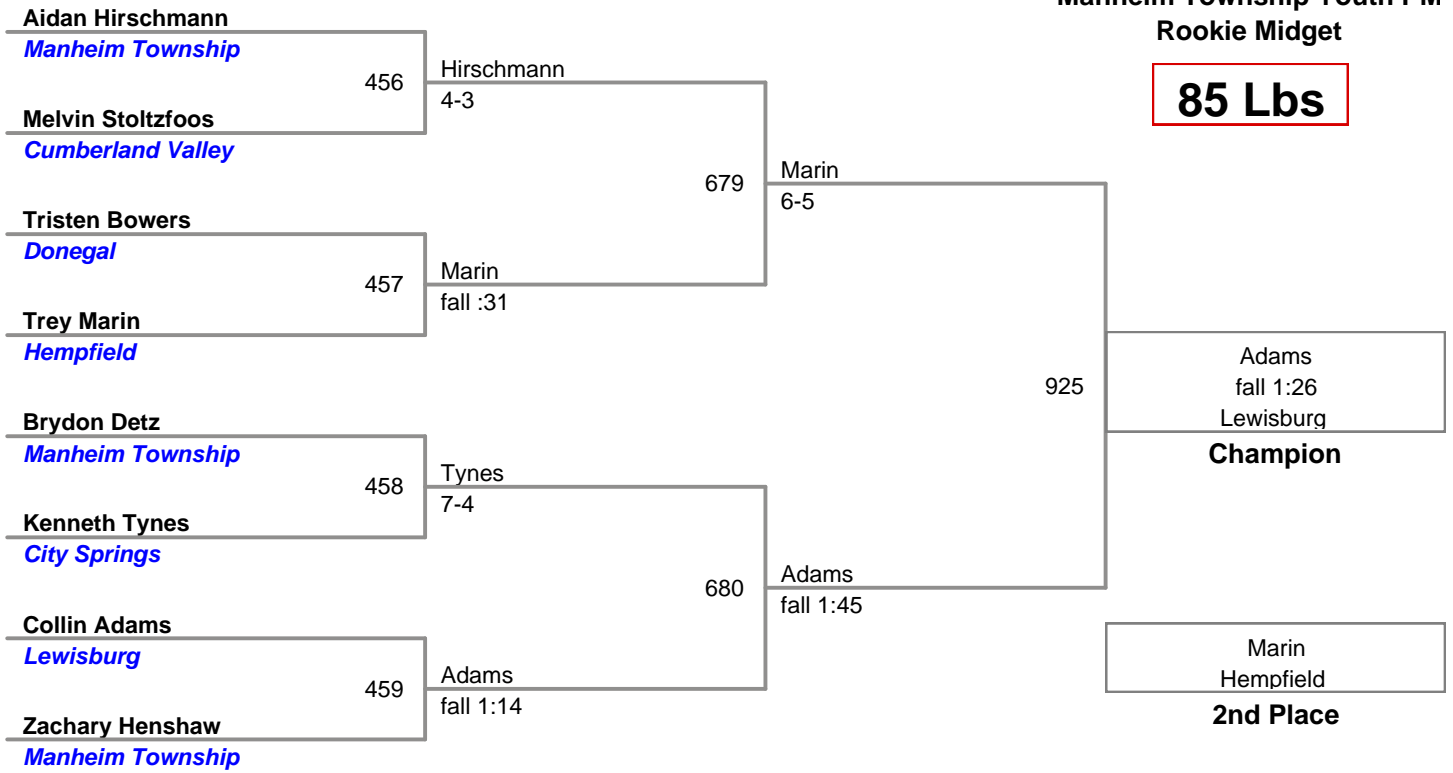 Manheim Township Youth PM
Rookie Midget
85 Lbs
Aidan Hirschmann
Manheim Township
456
Hirschmann
4-3
Melvin Stoltzfoos
Cumberland Valley
679
Marin
6-5
Tristen Bowers
Donegal
457
Marin
fall :31
Trey Marin
Hempfield
925
Adams
fall 1:26
Lewisburg
Champion
Brydon Detz
Manheim Township
458
Tynes
7-4
Kenneth Tynes
City Springs
680
Adams
fall 1:45
Collin Adams
Lewisburg
459
Adams
fall 1:14
Zachary Henshaw
Manheim Township
Marin
Hempfield
2nd Place